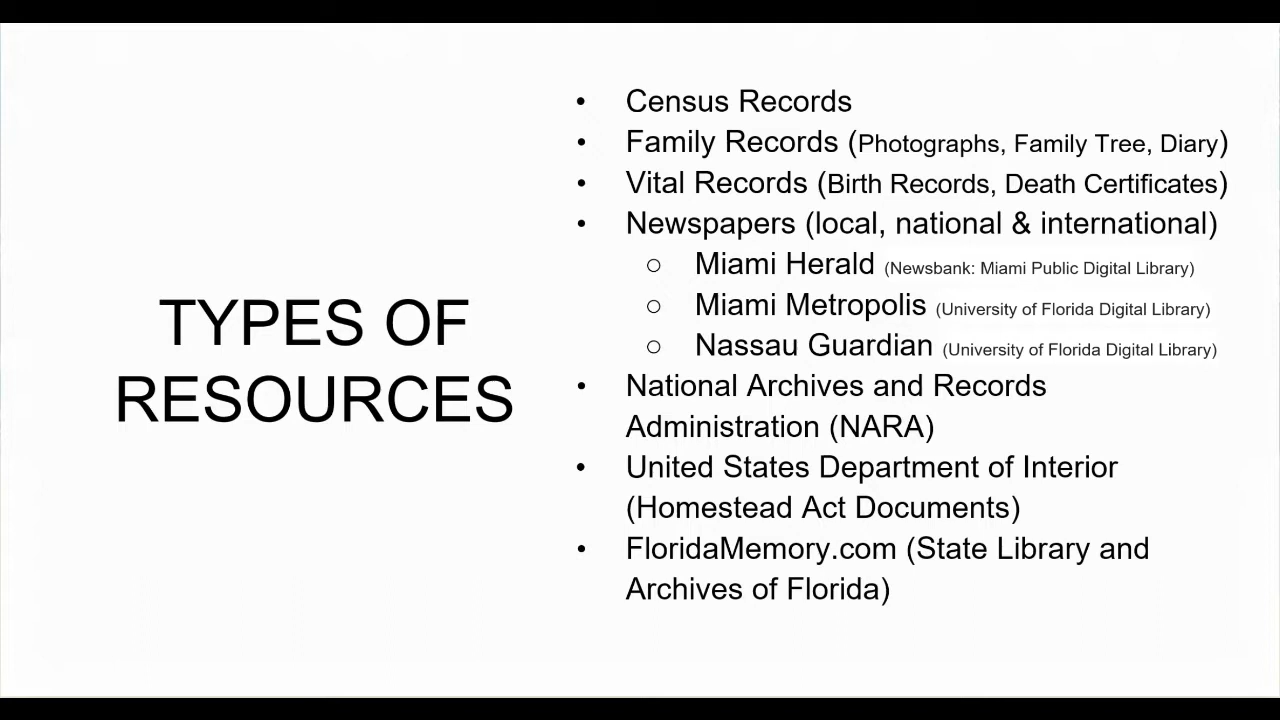 TYPES OF
RESOURCES
• Census Records
• Family Records (Photographs, Family Tree, Diary)
• Vital Records (Birth Records, Death Certificates)
• Newspapers (local, national & international)
○ Miami Herald (Newsbank: Miami Public Digital Library)
○ Miami Metropolis (University of Florida Digital Library)
○ Nassau Guardian (University of Florida Digital Library)
• National Archives and Records
Administration (NARA)
• United States Department of Interior
(Homestead Act Documents)
• FloridaMemory.com (State Library and
Archives of Florida)